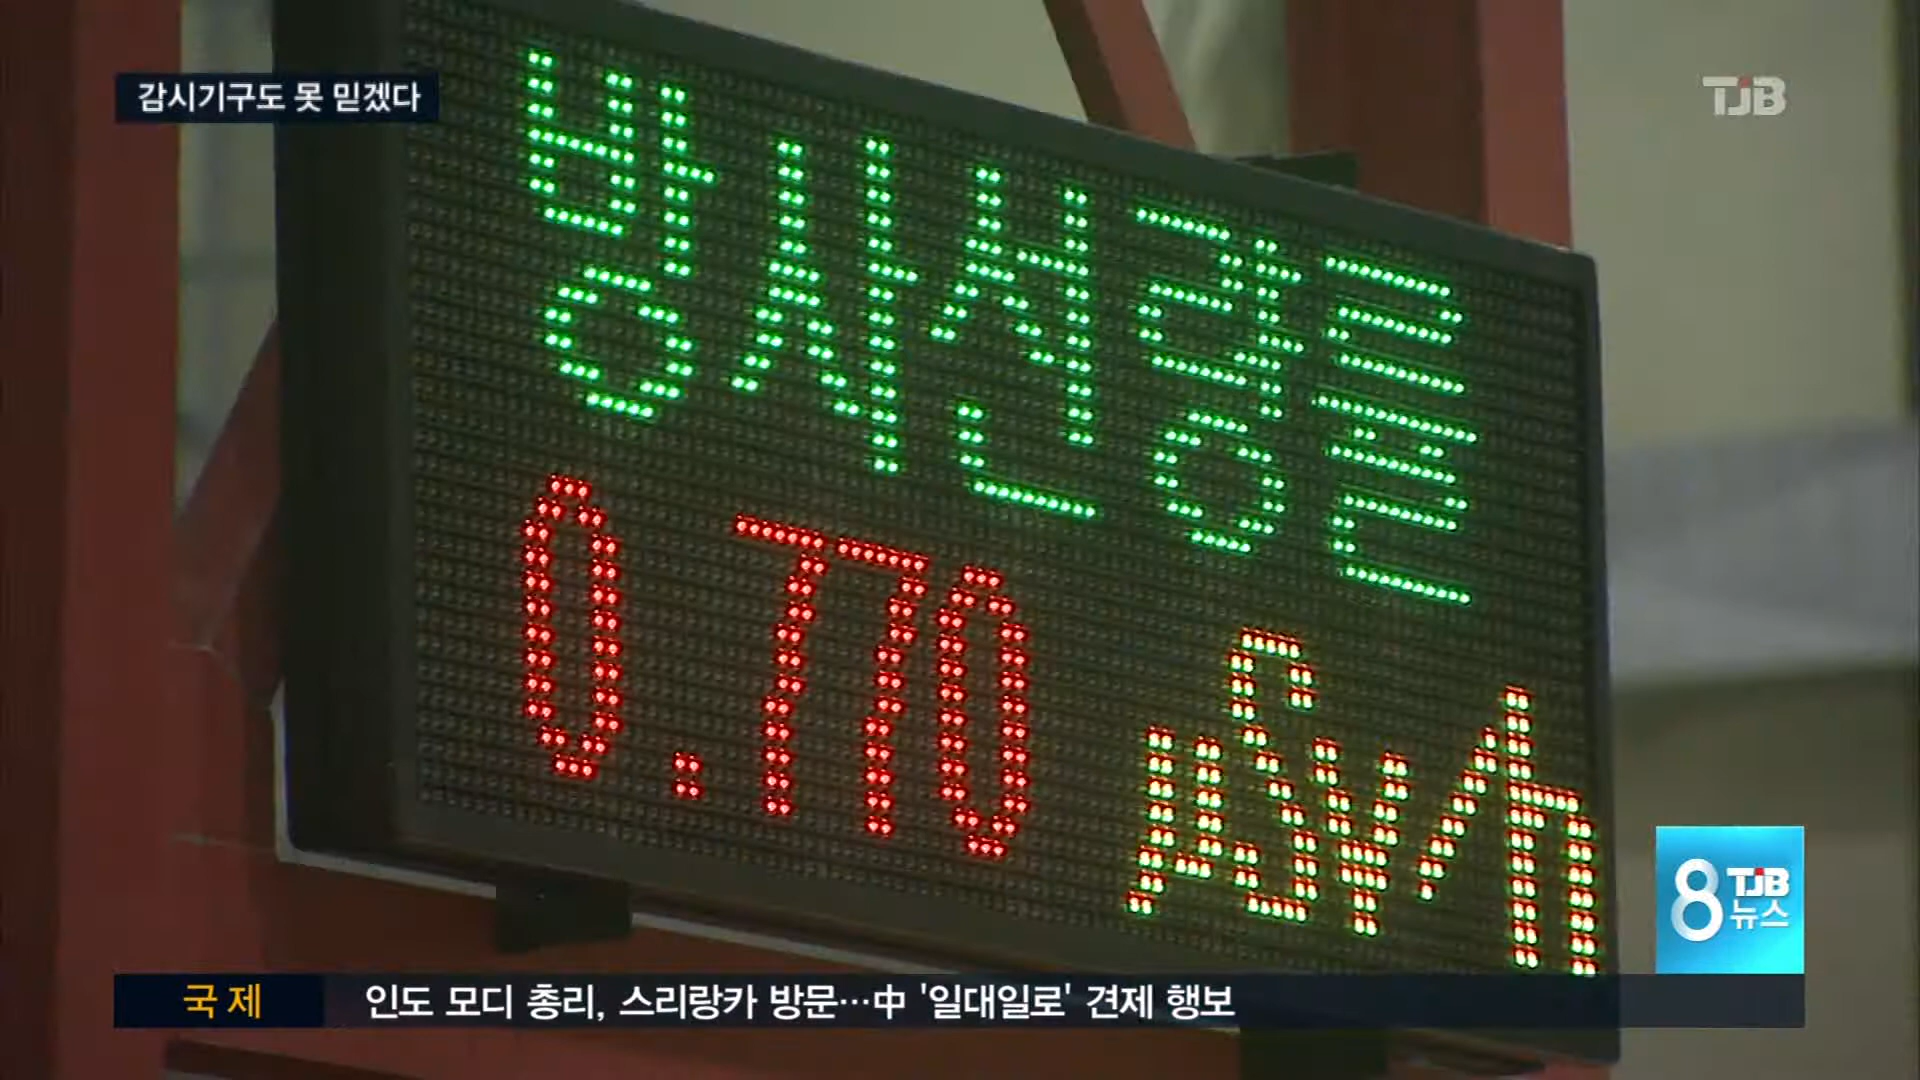 감시기구도 못 믿겠다
TJB
방사선량률
0.770 μSv/h
8 TJB
뉴스
국제 인도 모디 총리, 스리랑카 방문…中 '일대일로' 견제 행보